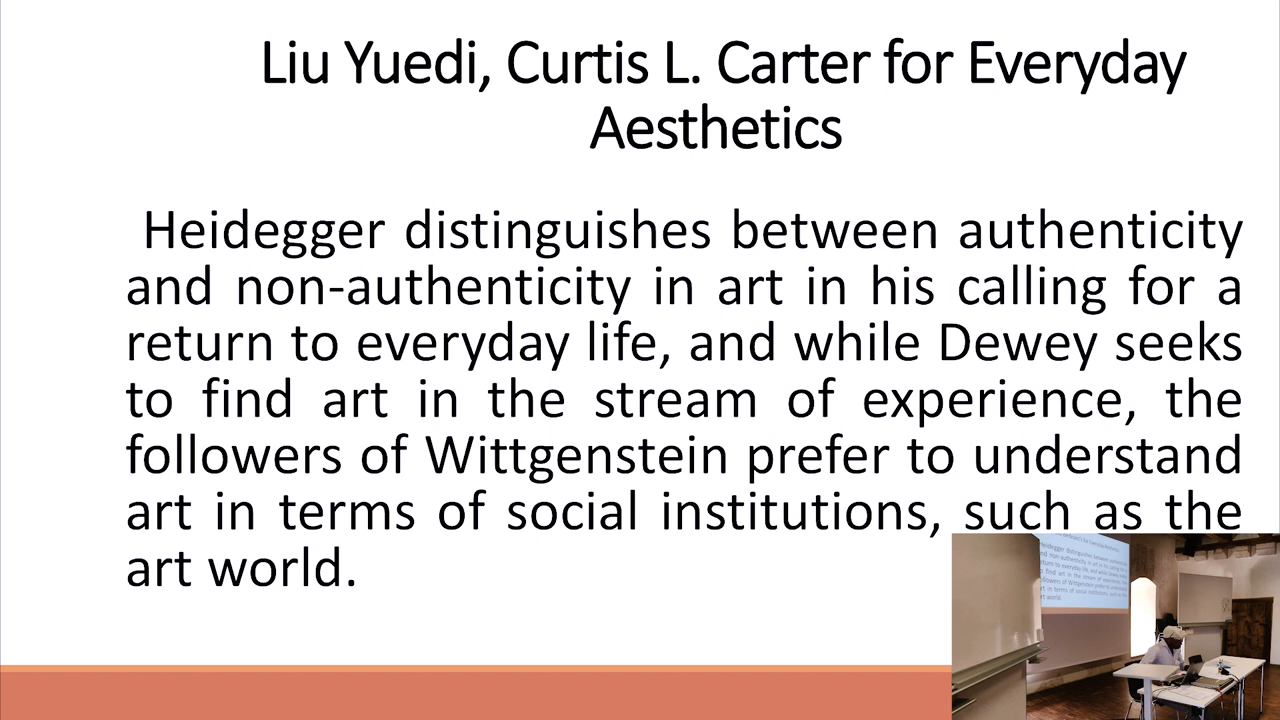 Liu Yuedi, Curtis L. Carter for Everyday
Aesthetics
Heidegger distinguishes between authenticity
and non-authenticity in art in his calling for a
return to everyday life, and while Dewey seeks
to find art in the stream of experience, the
followers of Wittgenstein prefer to understand
art in terms of social institutions, such as the
art world.